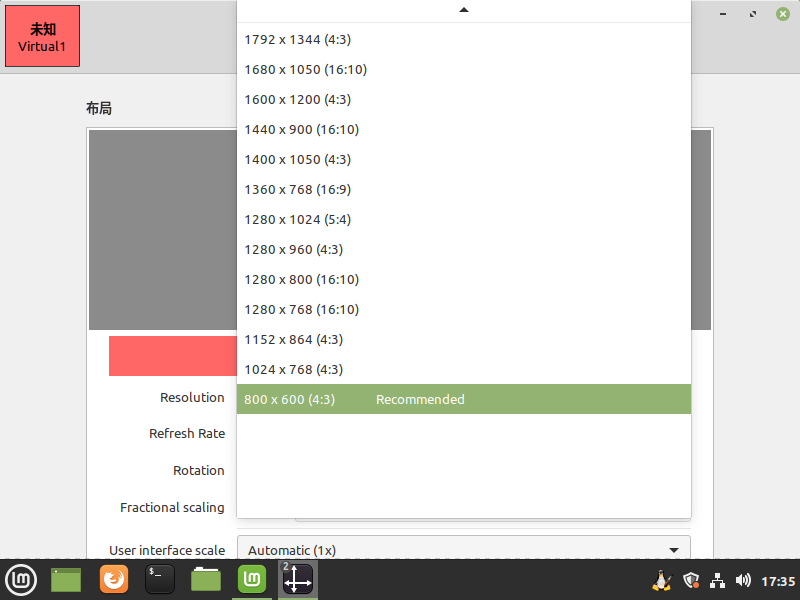 未知
Virtual1
布局
1792 x 1344 (4:3)
1680 x 1050 (16:10)
1600 x 1200 (4:3)
1440 x 900 (16:10)
1400 x 1050 (4:3)
1360 x 768 (16:9)
1280 x 1024 (5:4)
1280 x 960 (4:3)
1280 x 800 (16:10)
1280 x 768 (16:10)
1152 x 864 (4:3)
1024 x 768 (4:3)
800 x 600 (4:3) Recommended
Resolution
Refresh Rate
Rotation
Fractional scaling
User interface scale Automatic (1x)
$_
2
17:35